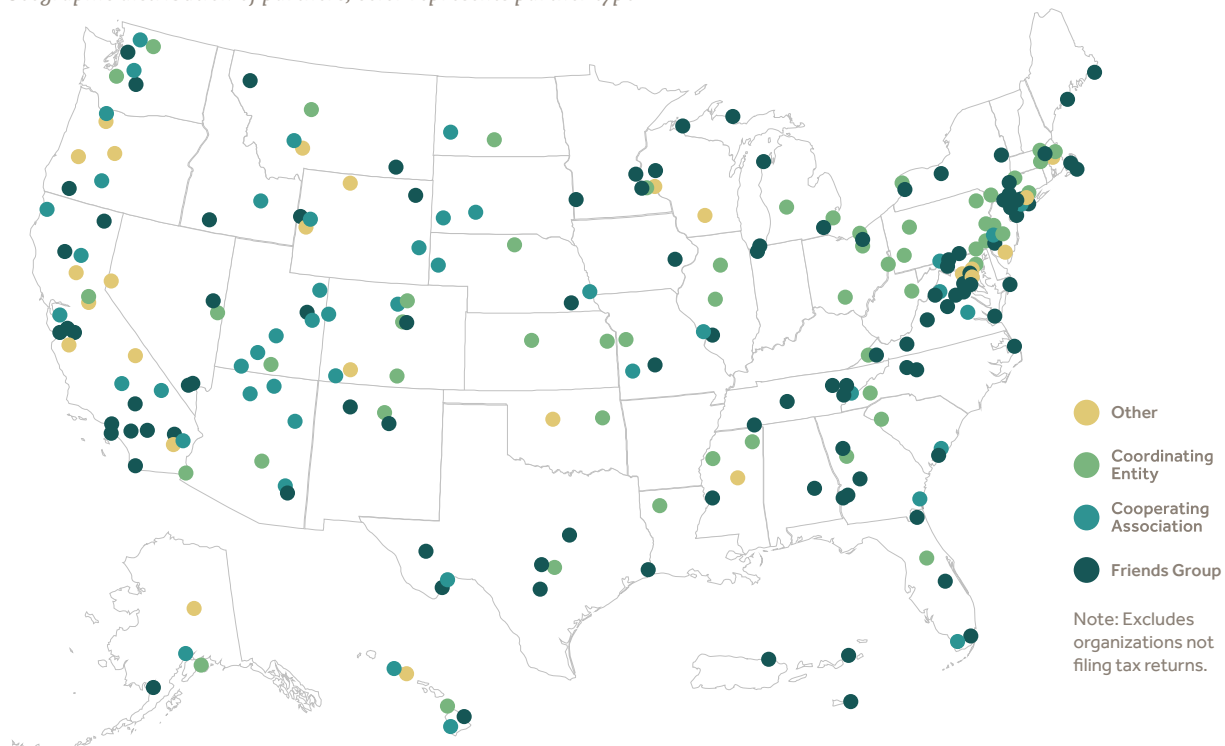 Other
Coordinating
Entity
Cooperating
Association
Friends Group
Note: Excludes
organizations not
filing tax returns.